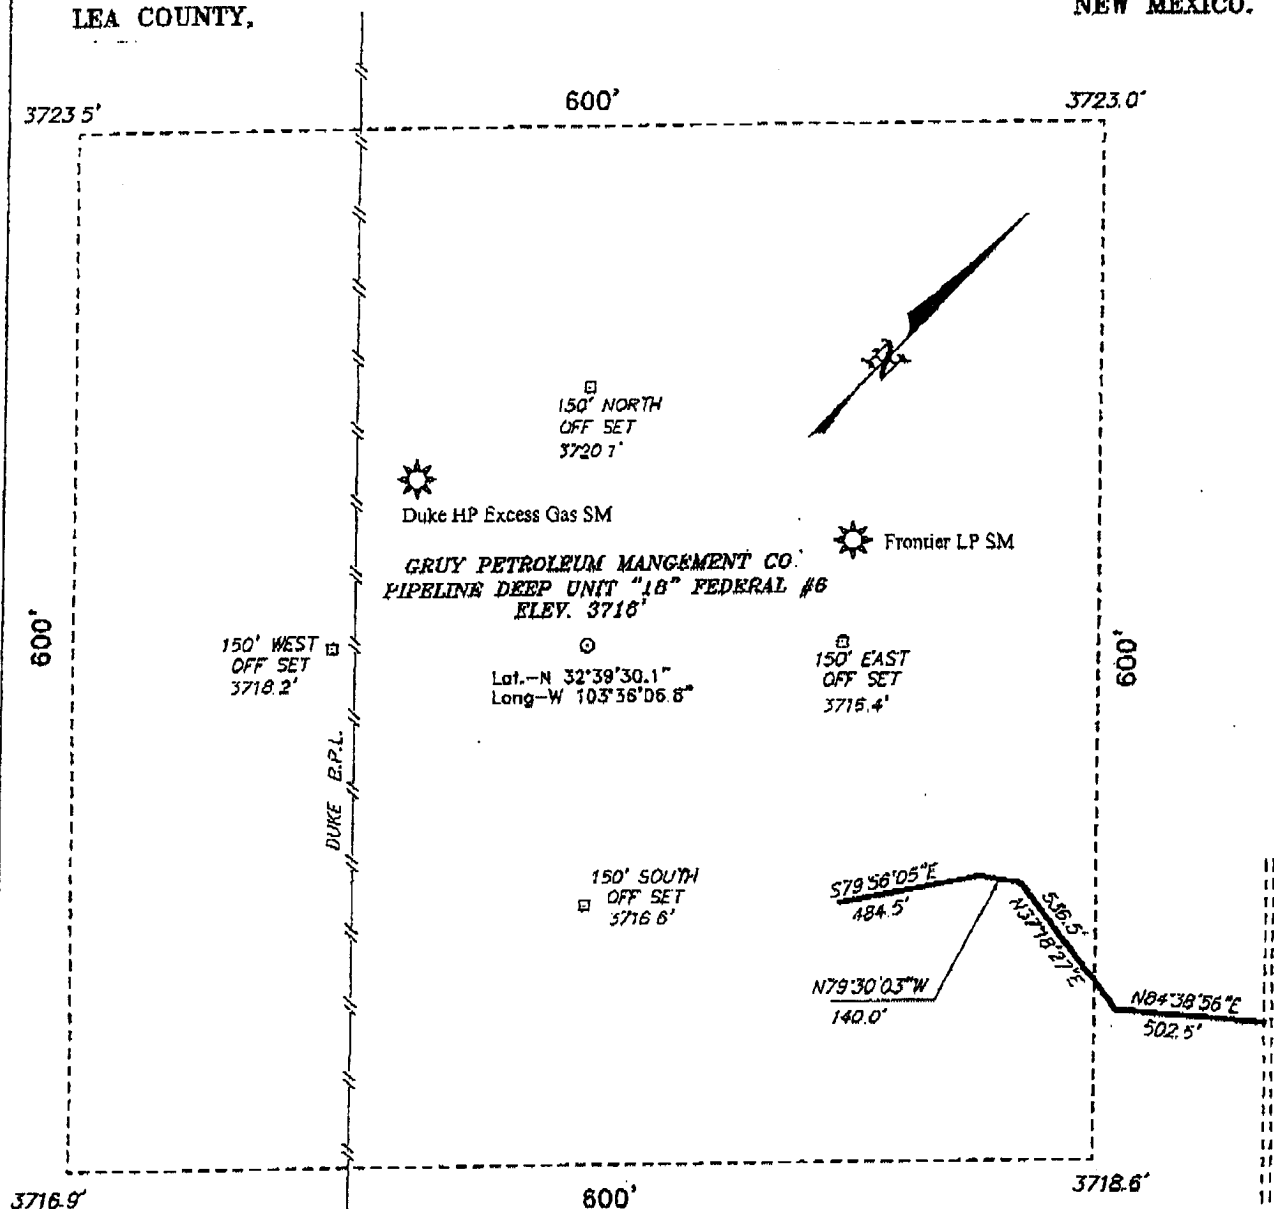 LEA COUNTY,
NEW MEXICO.
3723.5'
600'
3723.0'
N
150' NORTH
OFF SET
3720.1'
Duke HP Excess Gas SM
Frontier LP SM
GRUY PETROLEUM MANGEMENT CO.
PIPELINE DEEP UNIT "18" FEDERAL #6
ELEV. 3718'
600'
150' WEST
OFF SET
3718.2'
Lat.-N 32°39'30.1"
Long-W 103°36'06.8"
150' EAST
OFF SET
3715.4'
600'
DUKE B.P.L.
150' SOUTH
OFF SET
3716.6'
S79°56'05"E
484.5'
536.5'
N37°18'27"E
N79°30'03"W
140.0'
N84°38'56"E
502.5'
3716.9'
600'
3718.6'